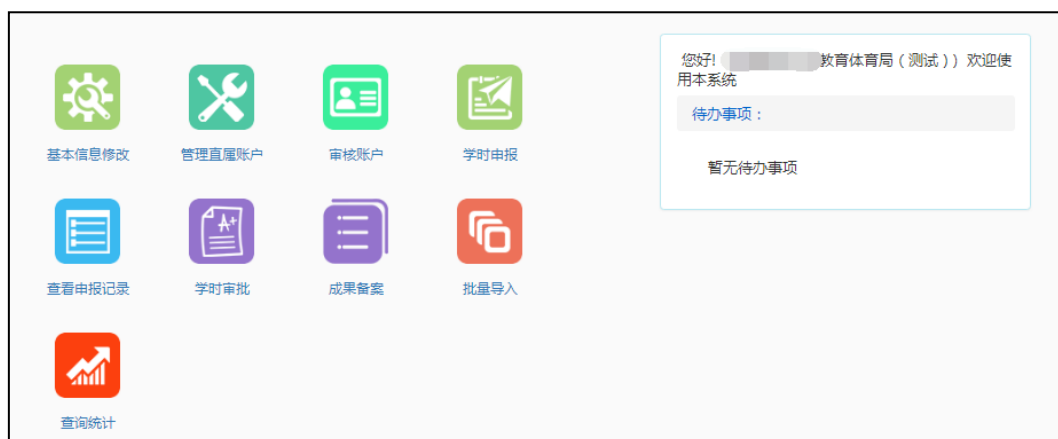 基本信息修改
管理直属账户
审核账户
学时申报
查看申报记录
学时审批
A+
成果备案
批量导入
查询统计
您好! (教育体育局（测试）) 欢迎使
用本系统
待办事项：
暂无待办事项